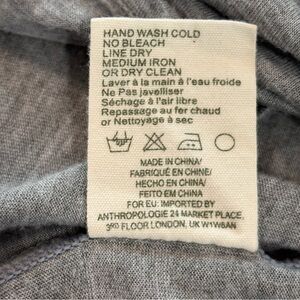 HAND WASH COLD
NO BLEACH
LINE DRY
MEDIUM IRON
OR DRY CLEAN
Laver à la main à l'eau froide
Ne Pas javelliser
Séchage à l'air libre
Repassage au fer chaud
or Nettoyage à sec
MADE IN CHINA/
FABRIQUÉ EN CHINE/
HECHO EN CHINA/
FEITO EM CHINA
FOR EU: IMPORTED BY
ANTHROPOLOGIE 24 MARKET PLACE,
3RD FLOOR LONDON, UK W1W8AN